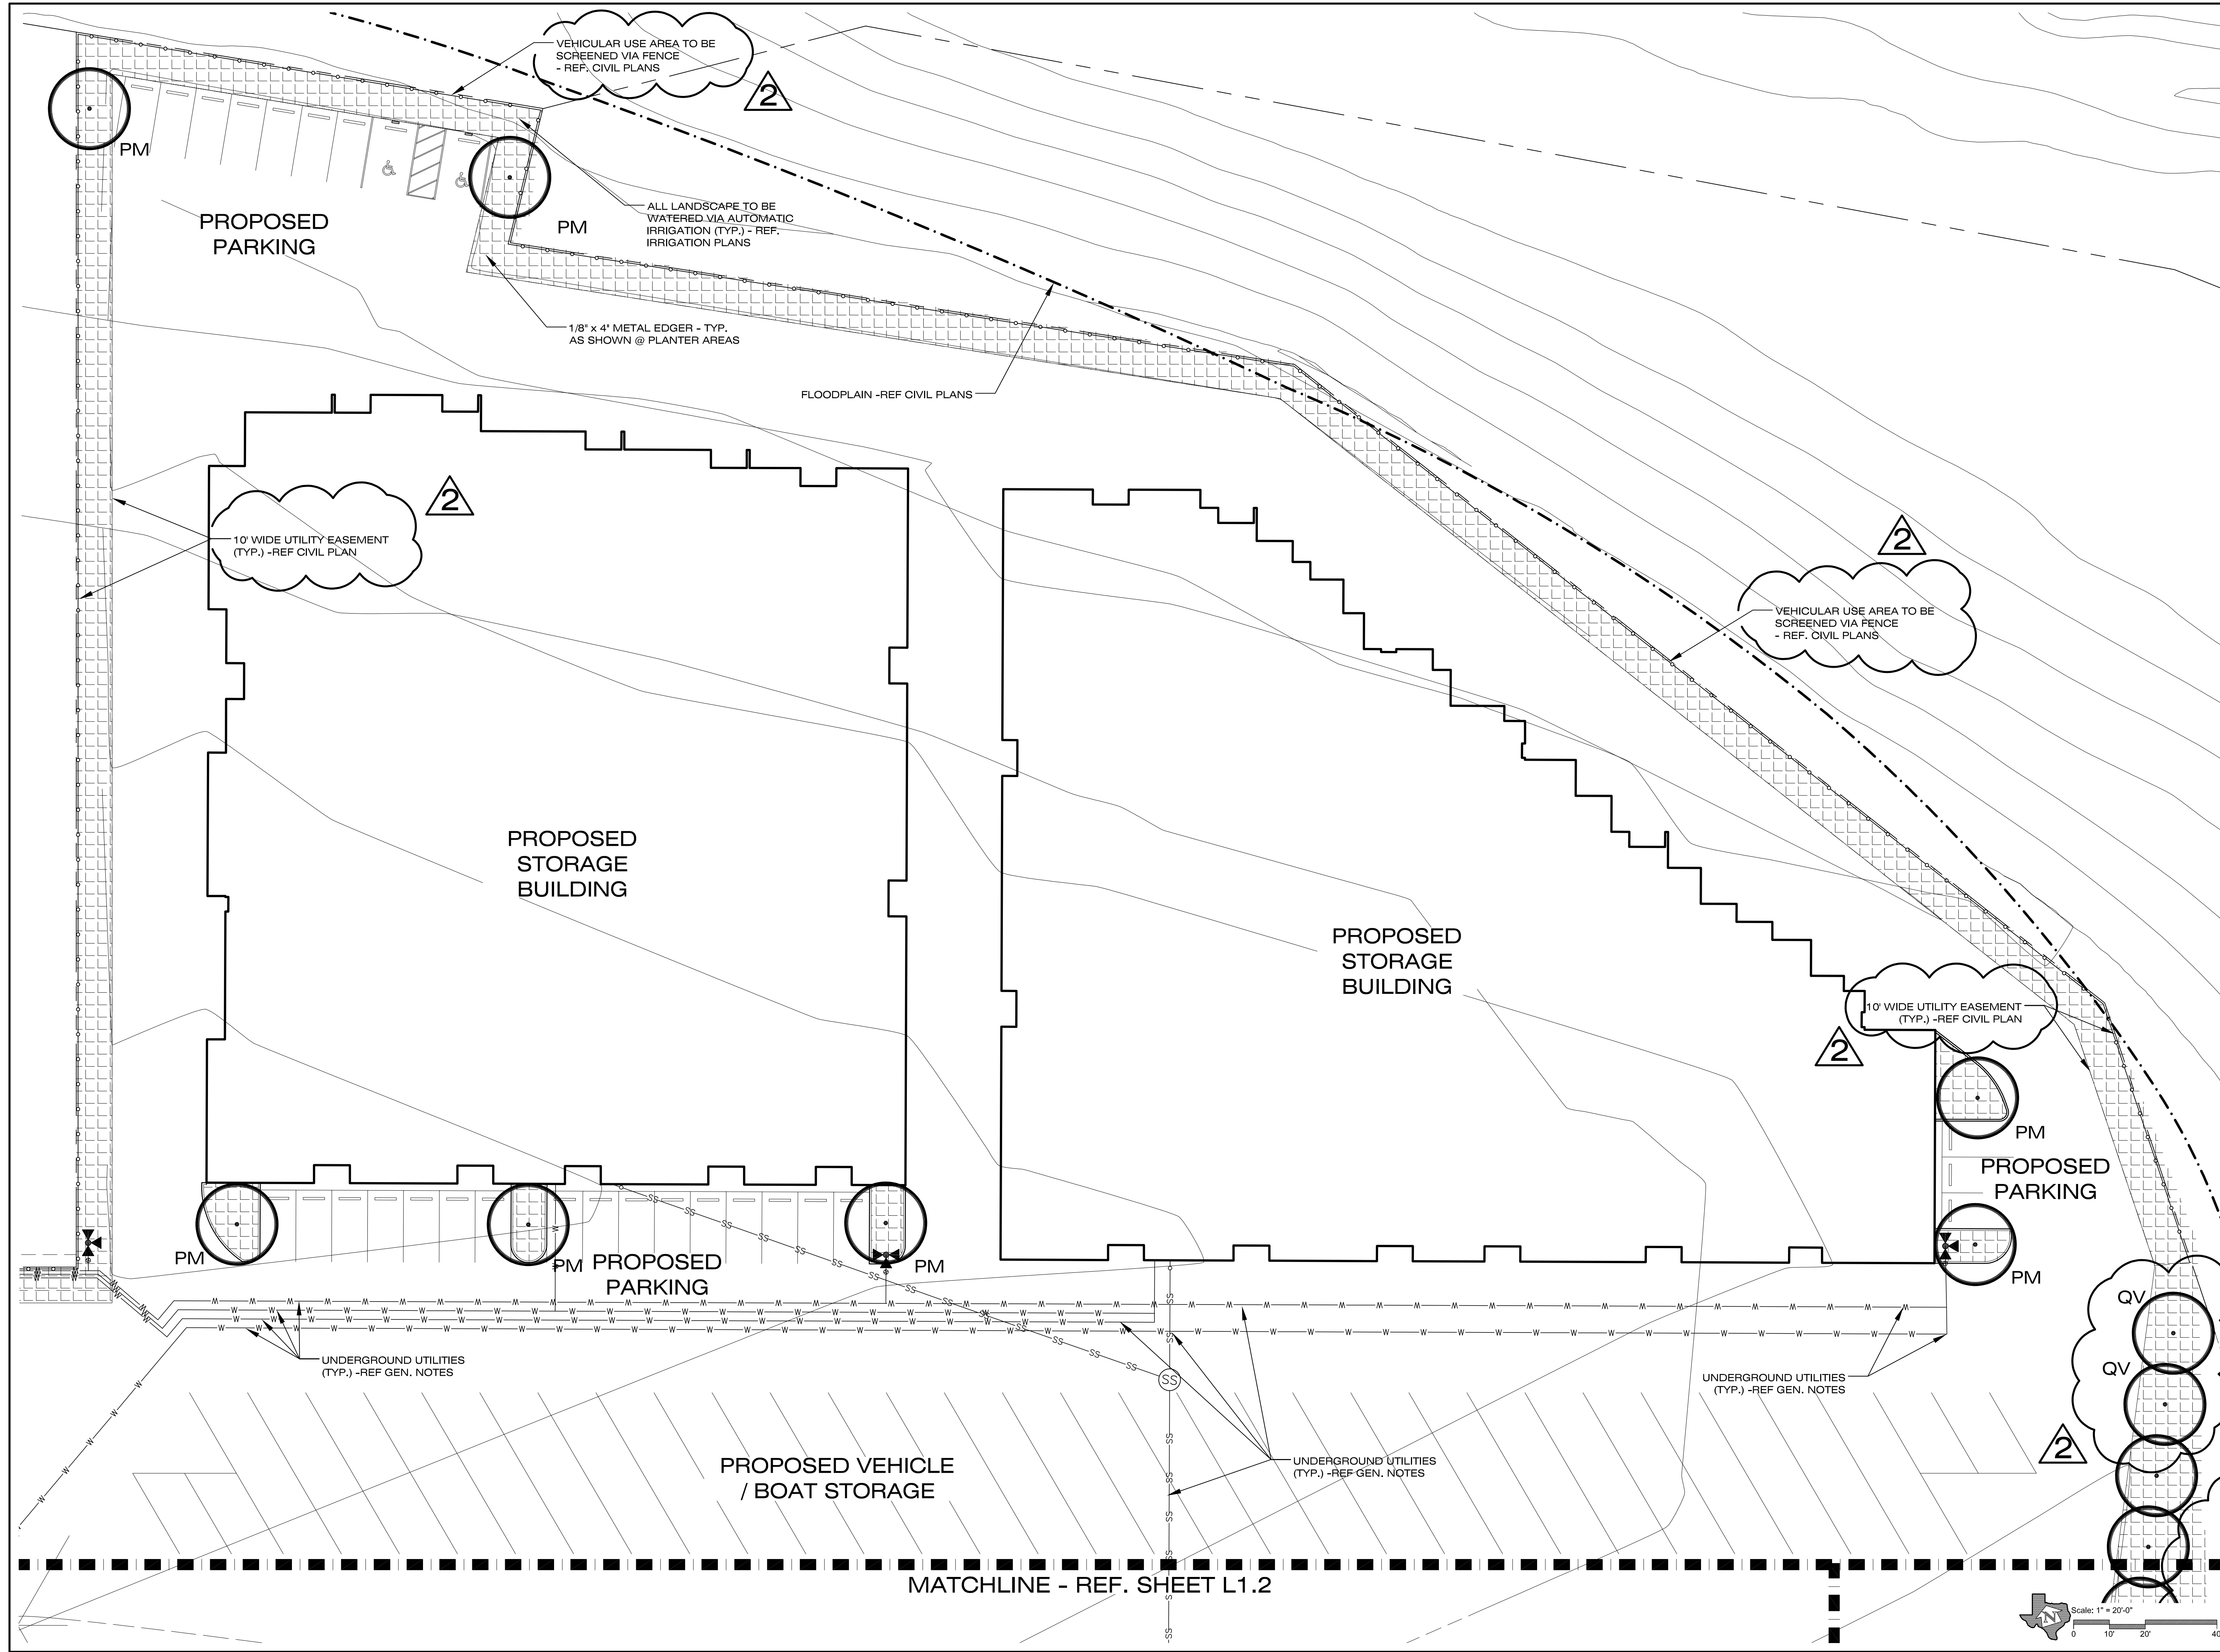 VEHICULAR USE AREA TO BE
SCREENED VIA FENCE
- REF. CIVIL PLANS
2
PM
PM
PROPOSED
PARKING
ALL LANDSCAPE TO BE
WATERED VIA AUTOMATIC
IRRIGATION (TYP.) - REF.
IRRIGATION PLANS
1/8" x 4" METAL EDGER - TYP.
AS SHOWN @ PLANTER AREAS
FLOODPLAIN -REF CIVIL PLANS
2
10' WIDE UTILITY EASEMENT
(TYP.) -REF CIVIL PLAN
2
VEHICULAR USE AREA TO BE
SCREENED VIA FENCE
- REF. CIVIL PLANS
PROPOSED
STORAGE
BUILDING
PROPOSED
STORAGE
BUILDING
10' WIDE UTILITY EASEMENT
(TYP.) -REF CIVIL PLAN
2
PM
PROPOSED
PARKING
PM
PM
PM
PROPOSED
PARKING
PM
QV
QV
UNDERGROUND UTILITIES
(TYP.) -REF GEN. NOTES
SS
UNDERGROUND UTILITIES
(TYP.) -REF GEN. NOTES
UNDERGROUND UTILITIES
(TYP.) -REF GEN. NOTES
2
PROPOSED VEHICLE
/ BOAT STORAGE
MATCHLINE - REF. SHEET L1.2
N
Scale: 1" = 20'-0"
0 10' 20' 40